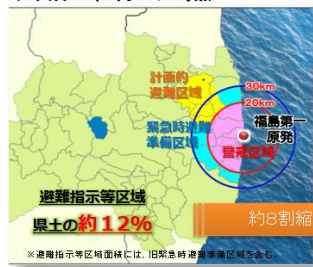 計画的
避難区域
30km
20km
福島第一
原発
緊急時避難
準備区域
警戒区域
避難指示等区域
県土の約12%
約8割縮
※避難指示等区域面積には、旧緊急時避難準備区域を含む。